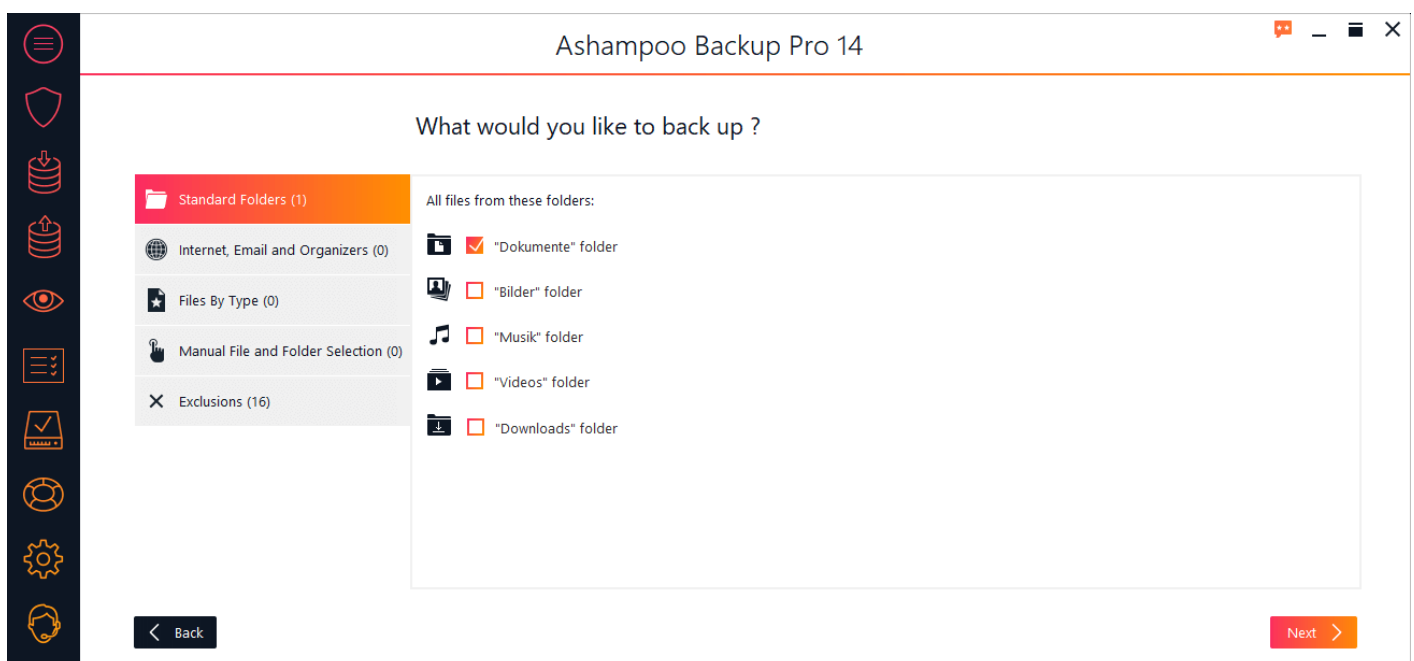 Ashampoo Backup Pro 14
What would you like to back up ?
Standard Folders (1)
Internet, Email and Organizers (0)
Files By Type (0)
Manual File and Folder Selection (0)
Exclusions (16)
All files from these folders:
"Dokumente" folder
"Bilder" folder
"Musik" folder
"Videos" folder
"Downloads" folder
Back
Next